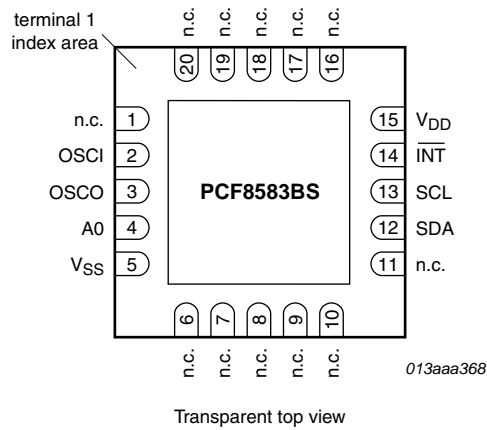 terminal 1
index area
n.c.
n.c.
n.c.
n.c.
n.c.
20
19
18
17
16
n.c. 1
15 VDD
OSCI 2
14 INT
OSCO 3
PCF8583BS
13 SCL
A0 4
12 SDA
VSS 5
11 n.c.
6
7
8
9
10
n.c.
n.c.
n.c.
n.c.
n.c.
013aaa368
Transparent top view